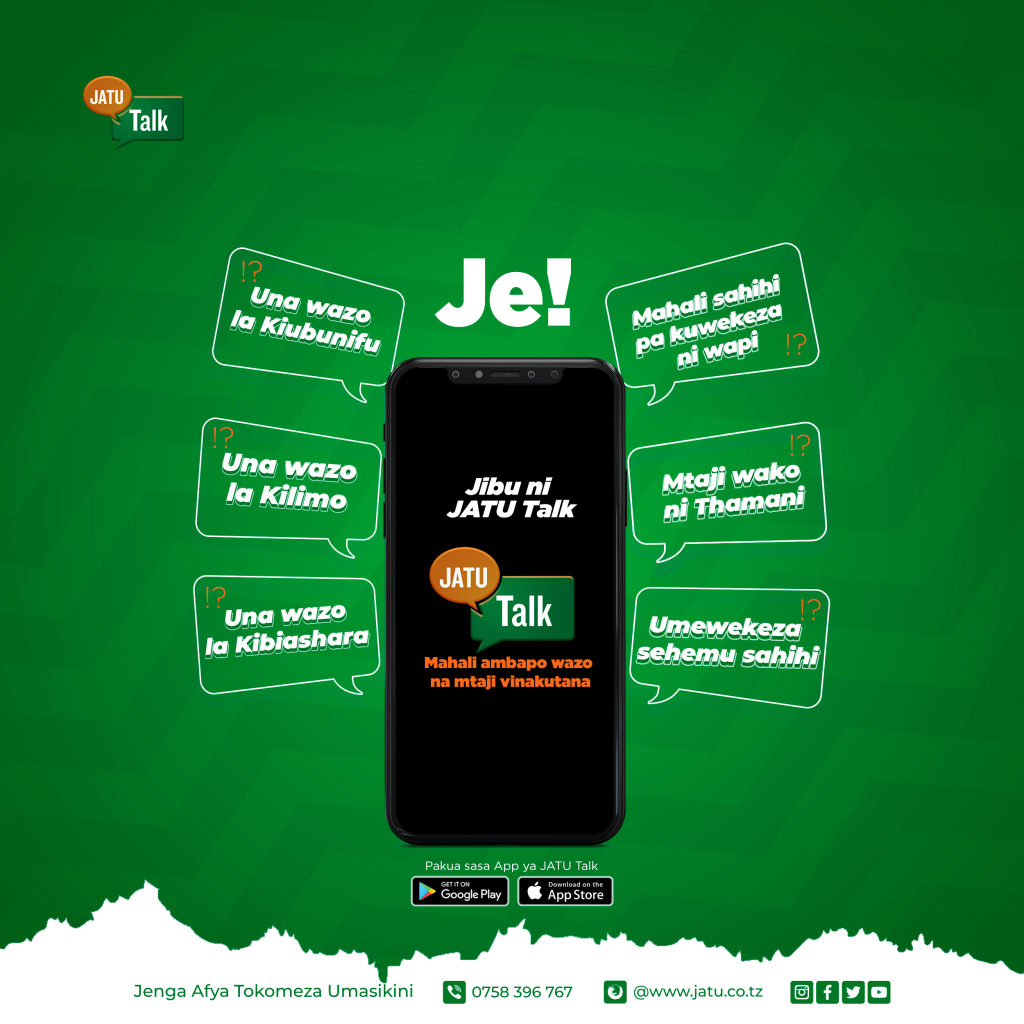 JATU
Talk
Je!
!?
Una wazo
la Kiubunifu
!?
Una wazo
la Kilimo
!?
Una wazo
la Kibiashara
Mahali sahihi
pa kuwekeza
ni wapi
!?
!?
Mtaji wako
ni Thamani
!?
Umewekeza
sehemu sahihi
Jibu ni
JATU Talk
JATU
Talk
Mahali ambapo wazo
na mtaji vinakutana
Pakua sasa App ya JATU Talk
GET IT ON
Google Play
Download on the
App Store
Jenga Afya Tokomeza Umasikini
0758 396 767
@www.jatu.co.tz